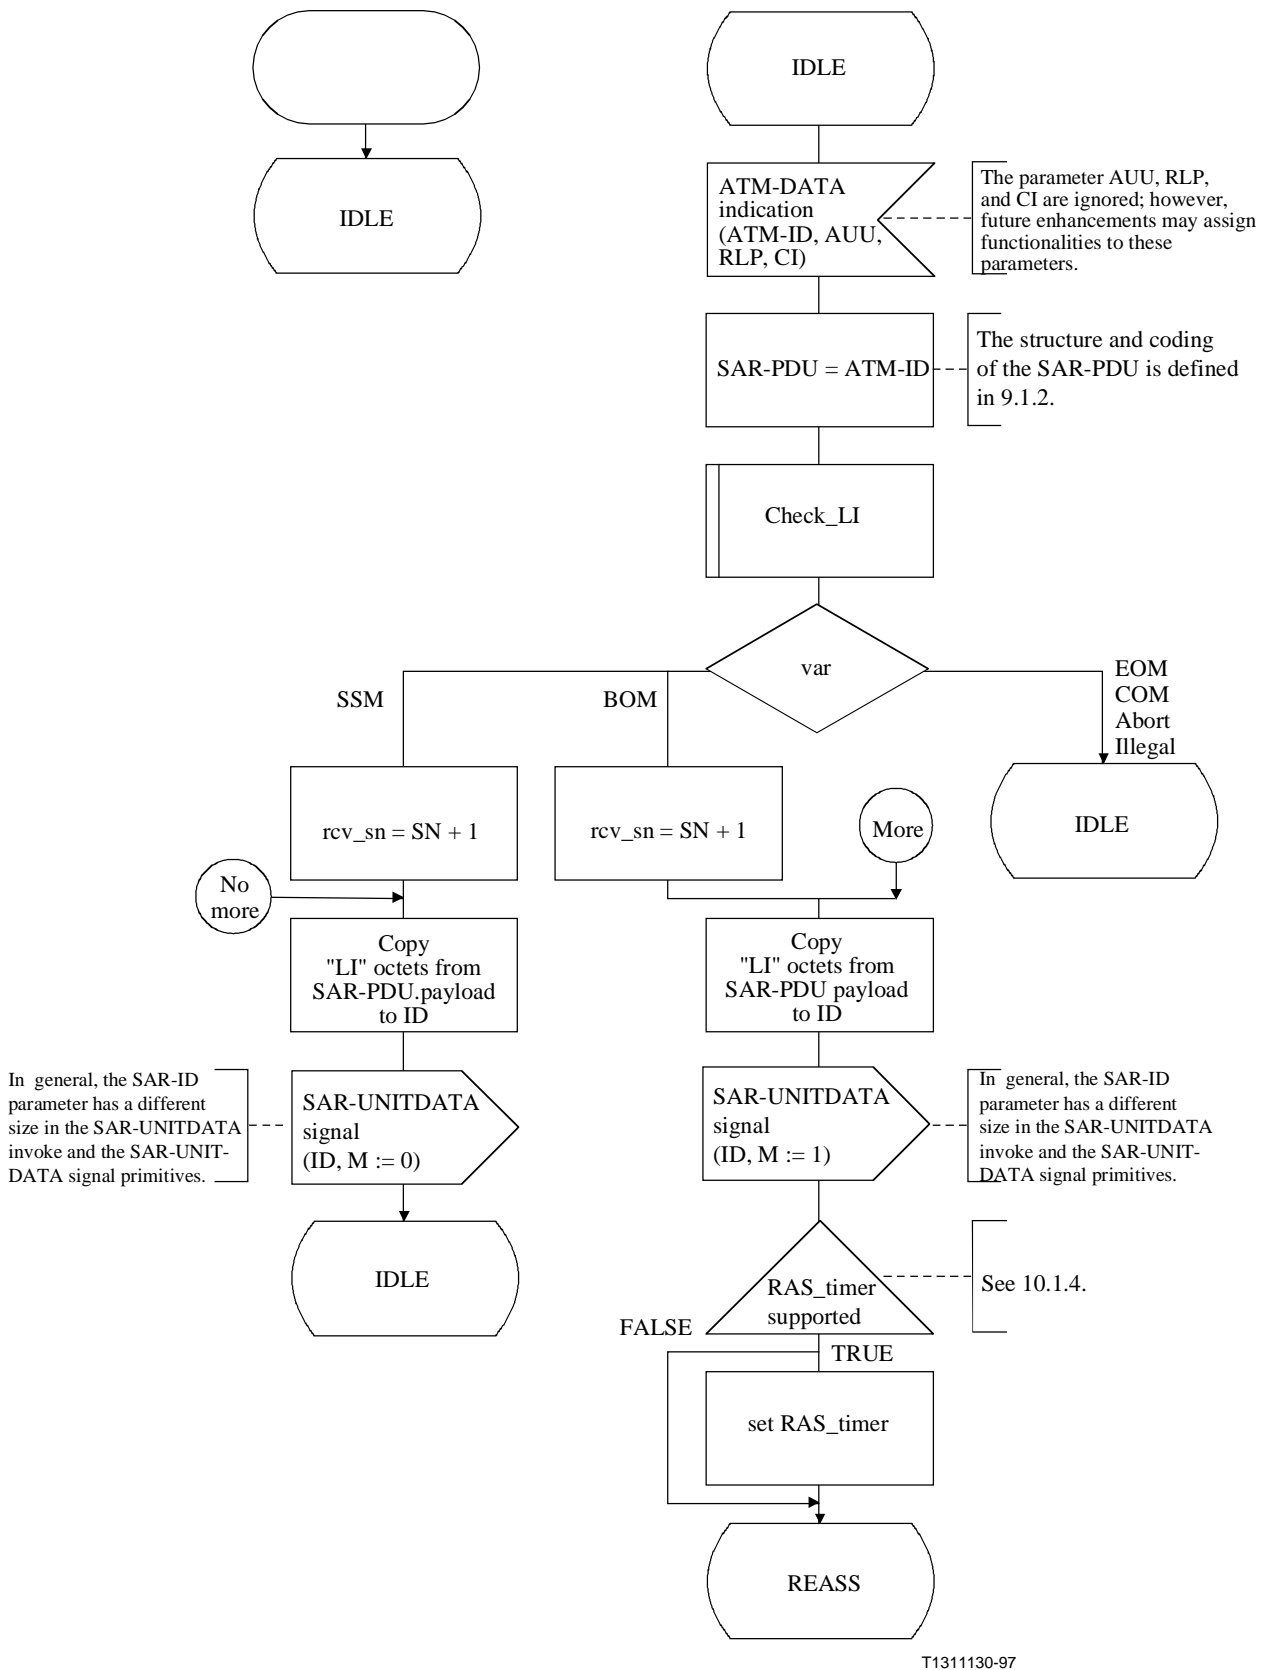 IDLE
IDLE
ATM-DATA
indication
(ATM-ID, AUU,
RLP, CI)
The parameter AUU, RLP,
and CI are ignored; however,
future enhancements may assign
functionalities to these
parameters.
SAR-PDU = ATM-ID
The structure and coding
of the SAR-PDU is defined
in 9.1.2.
Check_LI
var
SSM
BOM
EOM
COM
Abort
Illegal
rcv_sn = SN + 1
rcv_sn = SN + 1
More
IDLE
No
more
Copy
"LI" octets from
SAR-PDU.payload
to ID
Copy
"LI" octets from
SAR-PDU payload
to ID
In general, the SAR-ID
parameter has a different
size in the SAR-UNITDATA
invoke and the SAR-UNIT-
DATA signal primitives.
SAR-UNITDATA
signal
(ID, M := 0)
SAR-UNITDATA
signal
(ID, M := 1)
In general, the SAR-ID
parameter has a different
size in the SAR-UNITDATA
invoke and the SAR-UNIT-
DATA signal primitives.
IDLE
RAS_timer
supported
See 10.1.4.
FALSE
TRUE
set RAS_timer
REASS
T1311130-97